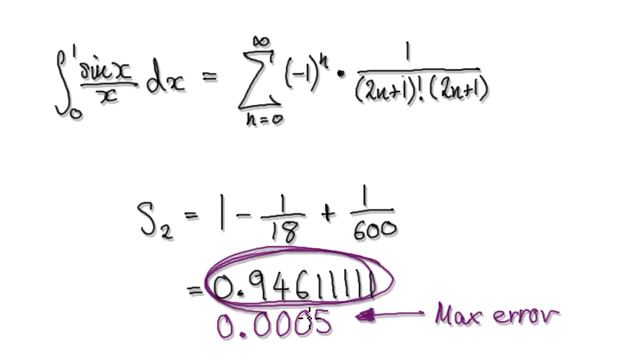 ∫₀¹ sin x / x dx = ∑_{n=0}^{∞} (-1)ⁿ · 1 / ((2n+1)! (2n+1))
S₂ = 1 - 1/18 + 1/600
= 0.94611111
0.0005 ← Max error